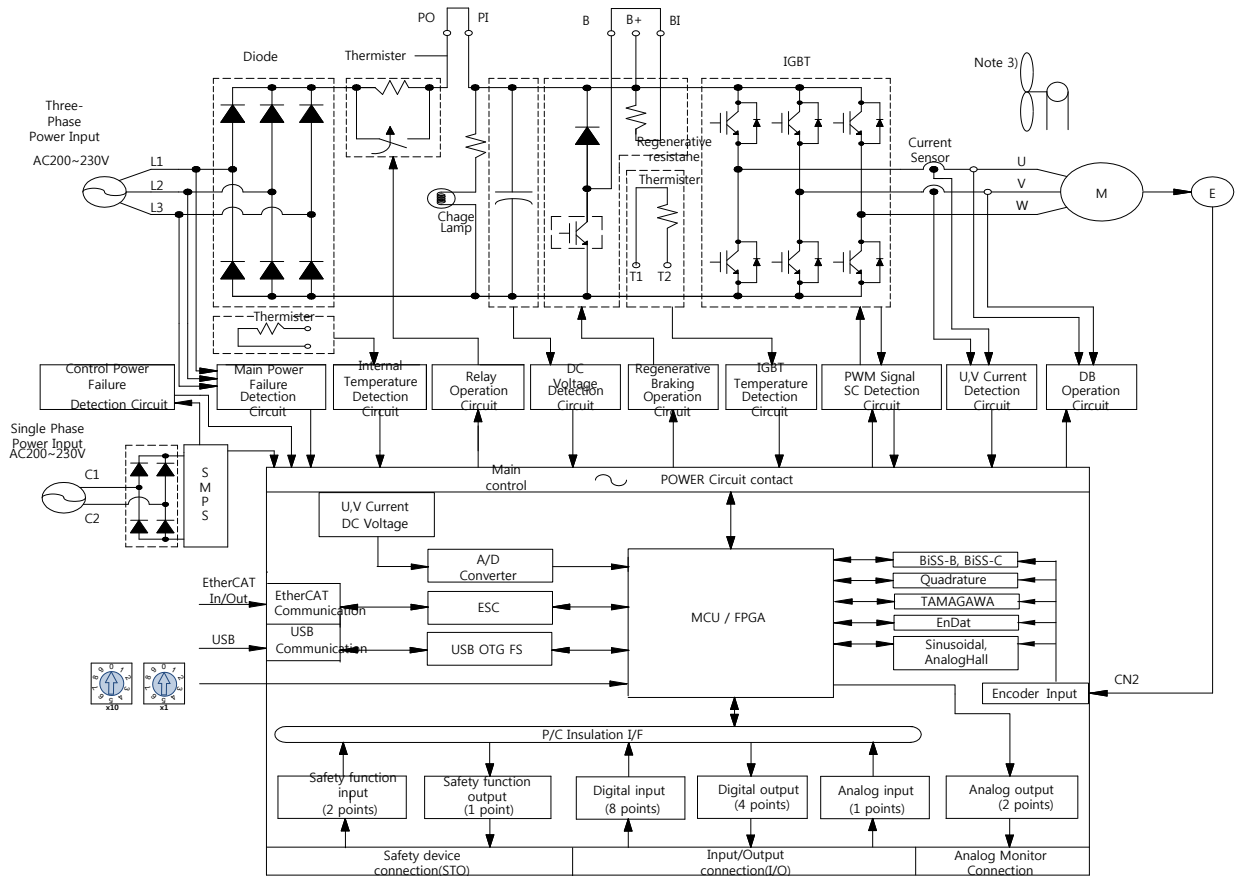 PO
PI
B
B+
BI
Diode
Thermister
IGBT
Note 3)
Three-
Phase
Power Input
AC200~230V
L1
L2
L3
Chage
Lamp
Regenerative
resistane
Thermister
T1
T2
Current
Sensor
U
V
W
M
E
Thermister
Control Power
Failure
Detection Circuit
Main Power
Failure
Detection
Circuit
Internal
Temperature
Detection
Circuit
Relay
Operation
Circuit
DC
Voltage
Detection
Circuit
Regenerative
Braking
Operation
Circuit
IGBT
Temperature
Detection
Circuit
PWM Signal
SC Detection
Circuit
U,V Current
Detection
Circuit
DB
Operation
Circuit
Single Phase
Power Input
AC200~230V
C1
C2
S
M
P
S
Main
control
POWER Circuit contact
U,V Current
DC Voltage
A/D
Converter
EtherCAT
In/Out
EtherCAT
Communication
ESC
USB
USB
Communication
USB OTG FS
MCU / FPGA
BiSS-B, BiSS-C
Quadrature
TAMAGAWA
EnDat
Sinusoidal,
AnalogHall
Encoder Input
CN2
x10
x1
P/C Insulation I/F
Safety function
input
(2 points)
Safety function
output
(1 point)
Digital input
(8 points)
Digital output
(4 points)
Analog input
(1 points)
Analog output
(2 points)
Safety device
connection(STO)
Input/Output
connection(I/O)
Analog Monitor
Connection